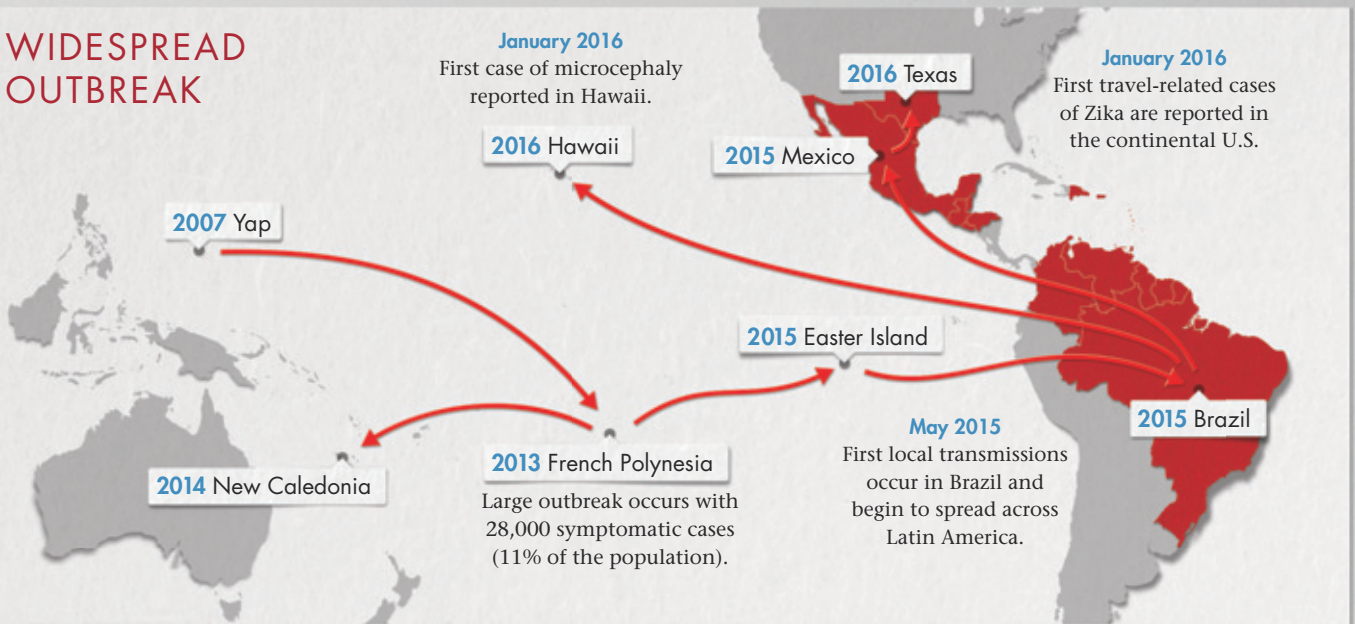 WIDESPREAD
OUTBREAK
January 2016
First case of microcephaly
reported in Hawaii.
2016 Hawaii
2016 Texas
January 2016
First travel-related cases
of Zika are reported in
the continental U.S.
2015 Mexico
2007 Yap
2015 Easter Island
2015 Brazil
May 2015
First local transmissions
occur in Brazil and
begin to spread across
Latin America.
2014 New Caledonia
2013 French Polynesia
Large outbreak occurs with
28,000 symptomatic cases
(11% of the population).